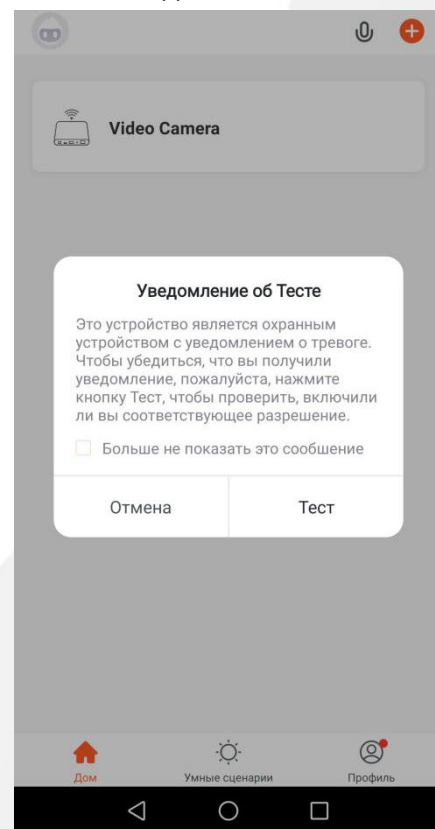 Video Camera
Уведомление об Тесте
Это устройство является охранным
устройством с уведомлением о тревоге.
Чтобы убедиться, что вы получили
уведомление, пожалуйста, нажмите
кнопку Тест, чтобы проверить, включили
ли вы соответствующее разрешение.
Больше не показать это сообщение
Отмена Тест
Дом Умные сценарии Профиль